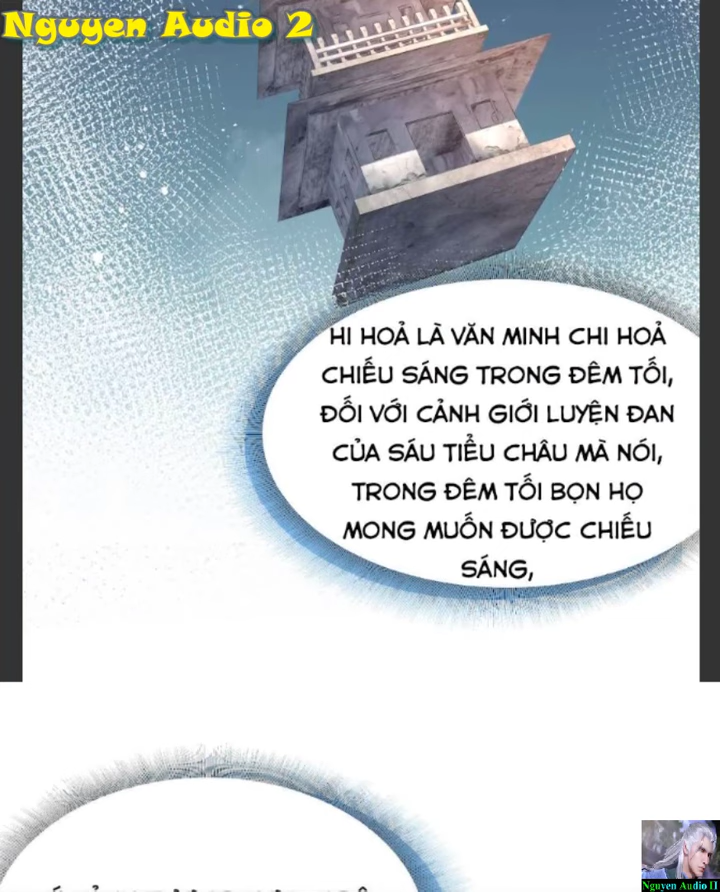 Nguyen Audio 2
HI HOẢ LÀ VĂN MINH CHI HOẢ
CHIẾU SÁNG TRONG ĐÊM TỐI,
ĐỐI VỚI CẢNH GIỚI LUYỆN ĐAN
CỦA SÁU TIỂU CHÂU MÀ NÓI,
TRONG ĐÊM TỐI BỌN HỌ
MONG MUỐN ĐƯỢC CHIẾU
SÁNG,
Nguyen Audio II